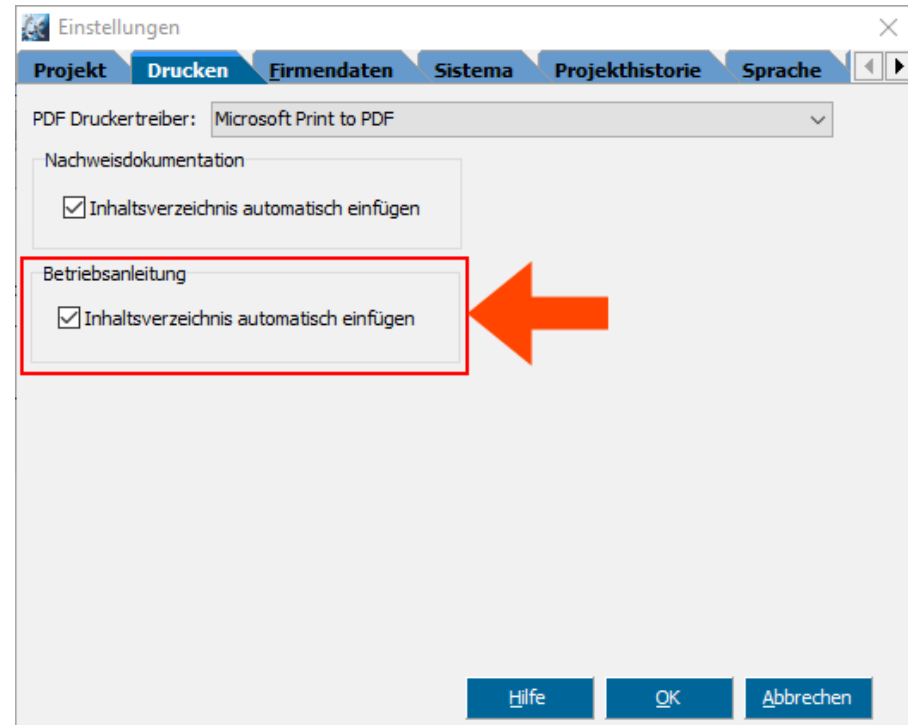 Einstellungen
Projekt Drucken Firmendaten Sistema Projekthistorie Sprache
PDF Druckertreiber: Microsoft Print to PDF
Nachweisdokumentation
Inhaltsverzeichnis automatisch einfügen
Betriebsanleitung
Inhaltsverzeichnis automatisch einfügen
Hilfe OK Abbrechen